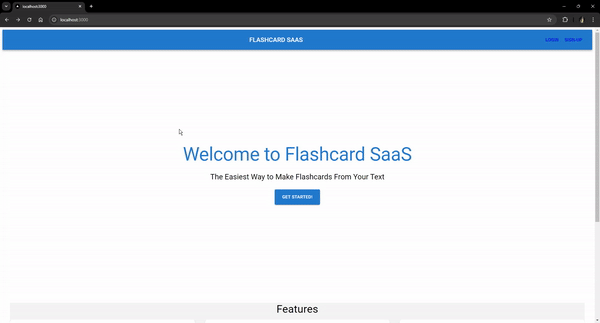 localhost:3000
localhost:3000
FLASHCARD SAAS
LOGIN SIGN UP
Welcome to Flashcard SaaS
The Easiest Way to Make Flashcards From Your Text
GET STARTED!
Features